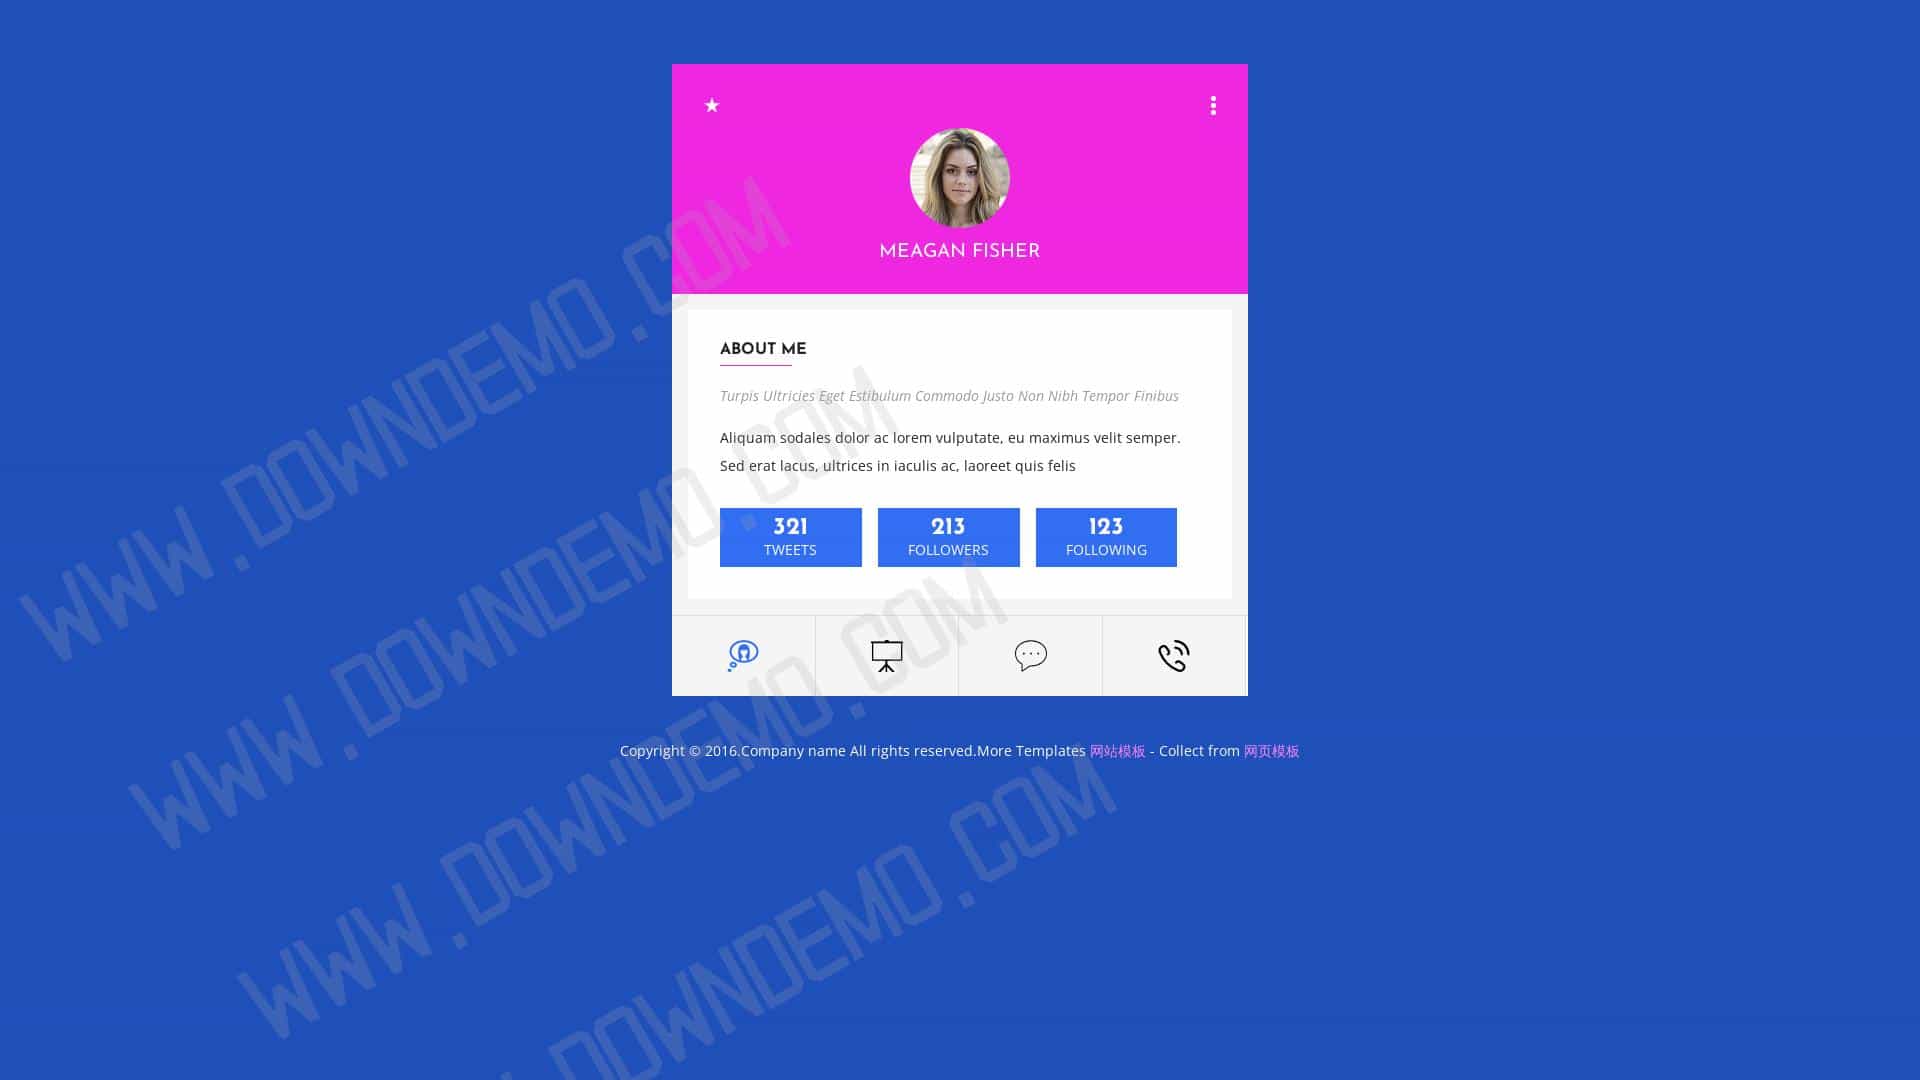 MEAGAN FISHER
ABOUT ME
Turpis Ultricies Eget Estibulum Commodo Justo Non Nibh Tempor Finibus
Aliquam sodales dolor ac lorem vulputate, eu maximus velit semper.
Sed erat lacus, ultrices in iaculis ac, laoreet quis felis
321 213 123
TWEETS FOLLOWERS FOLLOWING
Copyright © 2016.Company name All rights reserved.More Templates 网站模板 - Collect from 网页模板
WWW.DOWNDEMO.COM
WWW.DOWNDEMO.COM
WWW.DOWNDEMO.COM
DOWNDEMO.COM